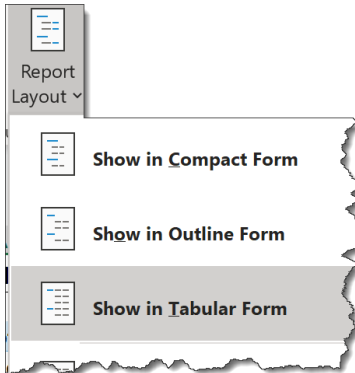 Report
Layout
Show in Compact Form
Show in Outline Form
Show in Tabular Form